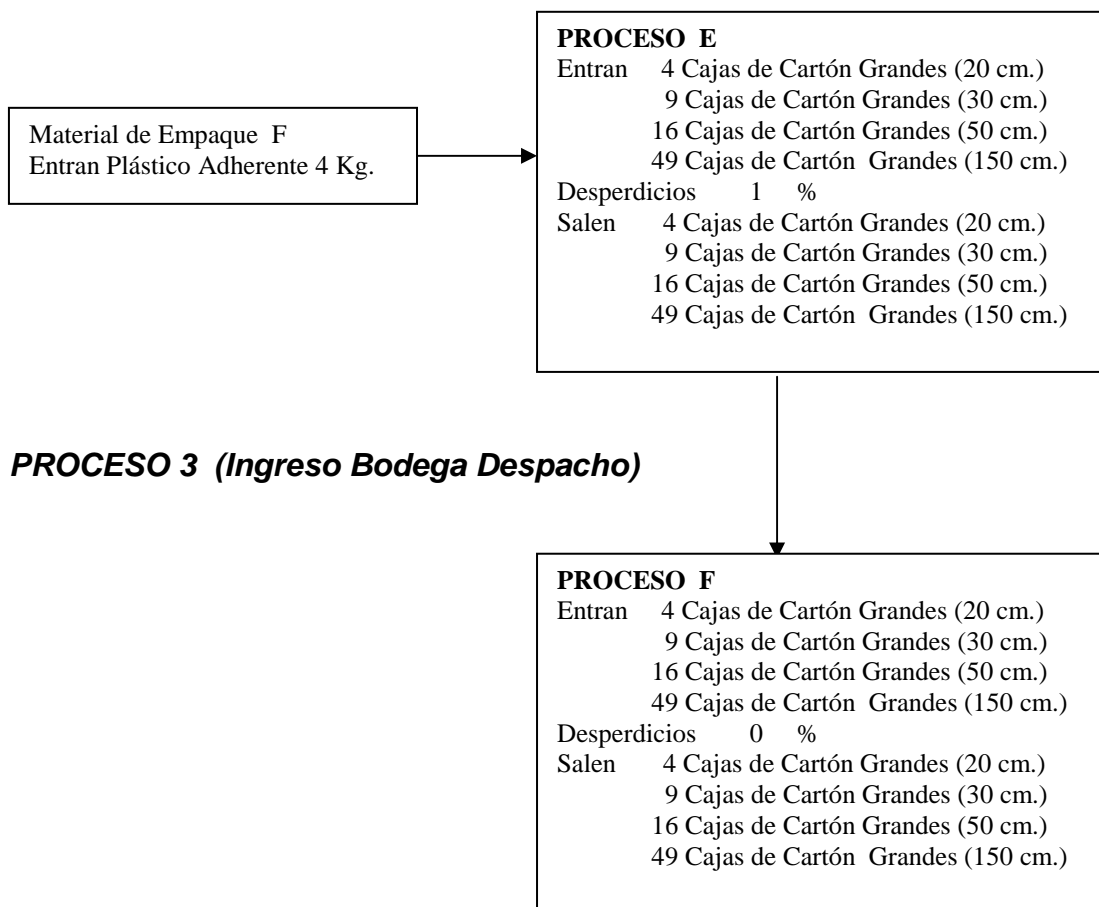 Material de Empaque F
Entran Plástico Adherente 4 Kg.
PROCESO E
Entran 4 Cajas de Cartón Grandes (20 cm.)
9 Cajas de Cartón Grandes (30 cm.)
16 Cajas de Cartón Grandes (50 cm.)
49 Cajas de Cartón Grandes (150 cm.)
Desperdicios 1 %
Salen 4 Cajas de Cartón Grandes (20 cm.)
9 Cajas de Cartón Grandes (30 cm.)
16 Cajas de Cartón Grandes (50 cm.)
49 Cajas de Cartón Grandes (150 cm.)
PROCESO 3 (Ingreso Bodega Despacho)
PROCESO F
Entran 4 Cajas de Cartón Grandes (20 cm.)
9 Cajas de Cartón Grandes (30 cm.)
16 Cajas de Cartón Grandes (50 cm.)
49 Cajas de Cartón Grandes (150 cm.)
Desperdicios 0 %
Salen 4 Cajas de Cartón Grandes (20 cm.)
9 Cajas de Cartón Grandes (30 cm.)
16 Cajas de Cartón Grandes (50 cm.)
49 Cajas de Cartón Grandes (150 cm.)